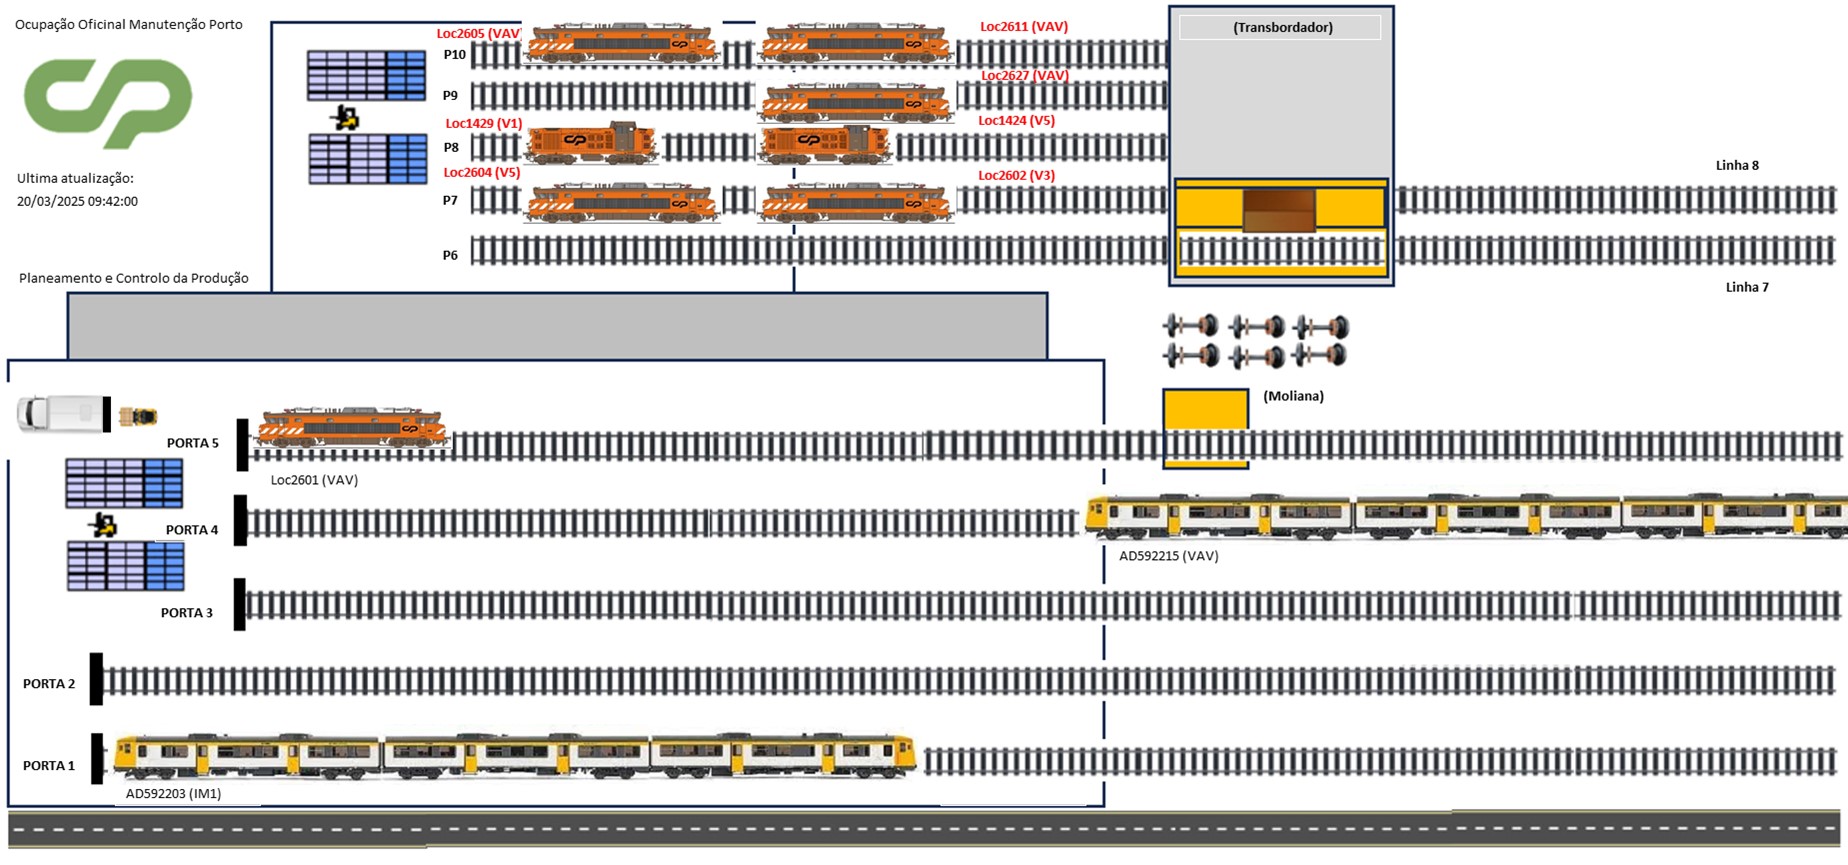 Ocupação Oficinal Manutenção Porto
Ultima atualização:
20/03/2025 09:42:00
Planeamento e Controlo da Produção
Loc2605 (VAV)
Loc2611 (VAV)
P10
Loc2627 (VAV)
P9
Loc1429 (V1)
Loc1424 (V5)
P8
Loc2604 (V5)
Loc2602 (V3)
P7
P6
(Transbordador)
Linha 8
Linha 7
(Moliana)
PORTA 5
Loc2601 (VAV)
PORTA 4
AD592215 (VAV)
PORTA 3
PORTA 2
PORTA 1
AD592203 (IM1)